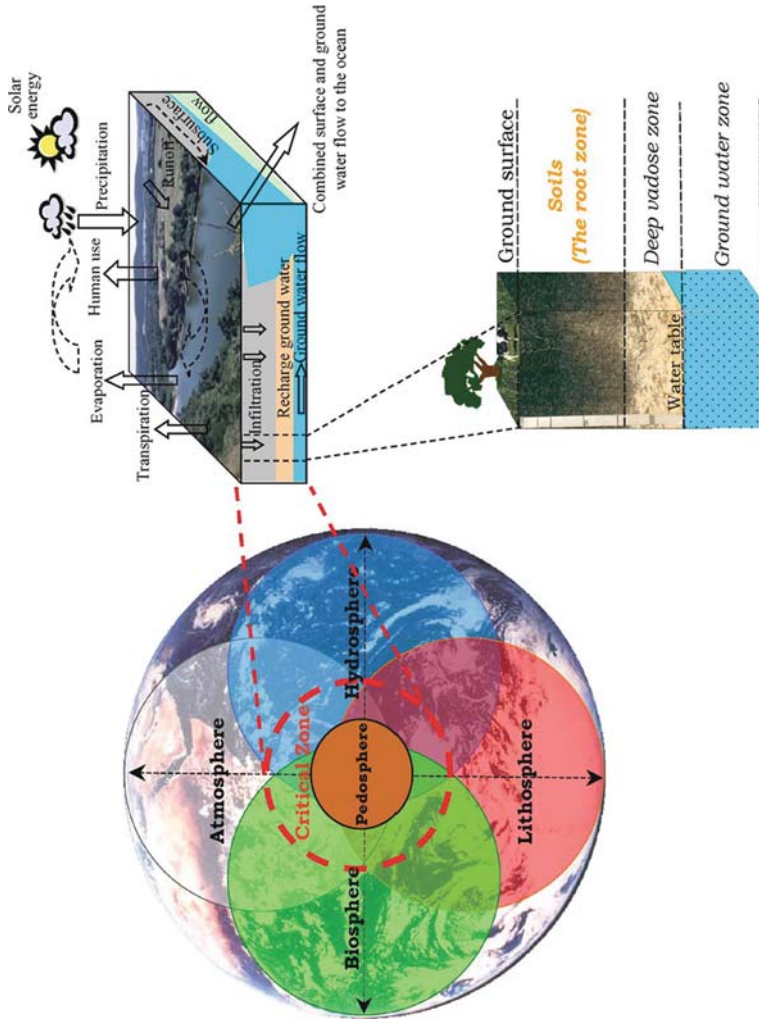 Atmosphere
Critical Zone
Biosphere
Pedosphere
Hydrosphere
Lithosphere
Solar
energy
Precipitation
Human use
Evaporation
Transpiration
Runoff
Subsurface
flow
Infiltration
Recharge ground water
Ground water flow
Combined surface and ground
water flow to the ocean
Ground surface
Soils
(The root zone)
Deep vadose zone
Water table
Ground water zone